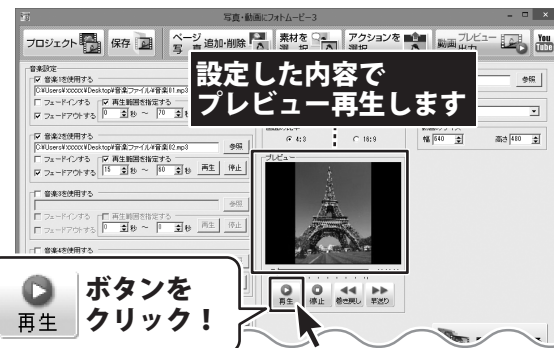 写真・動画にフォトムービー3
プロジェクト 保存 ページ 写真 追加・削除 素材を 選択 アクションを 選択 動画 プレビュー 出力 You Tube
設定した内容で
プレビュー再生します
音楽設定
音楽1を使用する
C:¥Users¥xxxxx¥Desktop¥音楽ファイル¥音楽01.mp3
フェードインする 再生範囲を指定する
フェードアウトする 0 秒 ～ 70 秒
参照
音楽2を使用する
C:¥Users¥xxxxx¥Desktop¥音楽ファイル¥音楽02.mp3 参照
フェードインする 再生範囲を指定する
フェードアウトする 15 秒 ～ 60 秒 再生 停止
4:3 16:9
幅 640 高さ 480
音楽3を使用する
参照
フェードインする 再生範囲を指定する
フェードアウトする 0 秒 ～ 0 秒 再生 停止
音楽4を使用する
プレビュー
再生 停止 巻き戻し 早送り
再生
ボタンを
クリック！